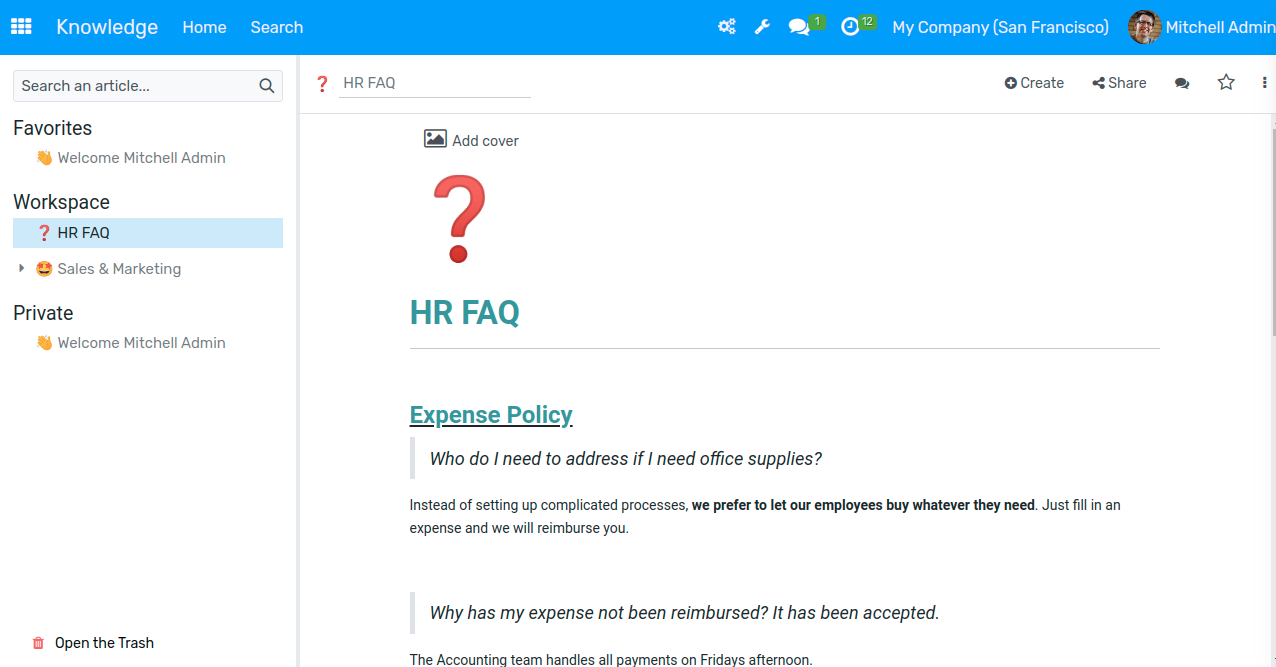 Knowledge Home Search 1 12 My Company (San Francisco) Mitchell Admin
Search an article...
Favorites
👋 Welcome Mitchell Admin
Workspace
❓ HR FAQ
🤩 Sales & Marketing
Private
👋 Welcome Mitchell Admin
Open the Trash
❓ HR FAQ
Create Share
Add cover
❓
HR FAQ
Expense Policy
Who do I need to address if I need office supplies?
Instead of setting up complicated processes, we prefer to let our employees buy whatever they need. Just fill in an
expense and we will reimburse you.
Why has my expense not been reimbursed? It has been accepted.
The Accounting team handles all payments on Fridays afternoon.